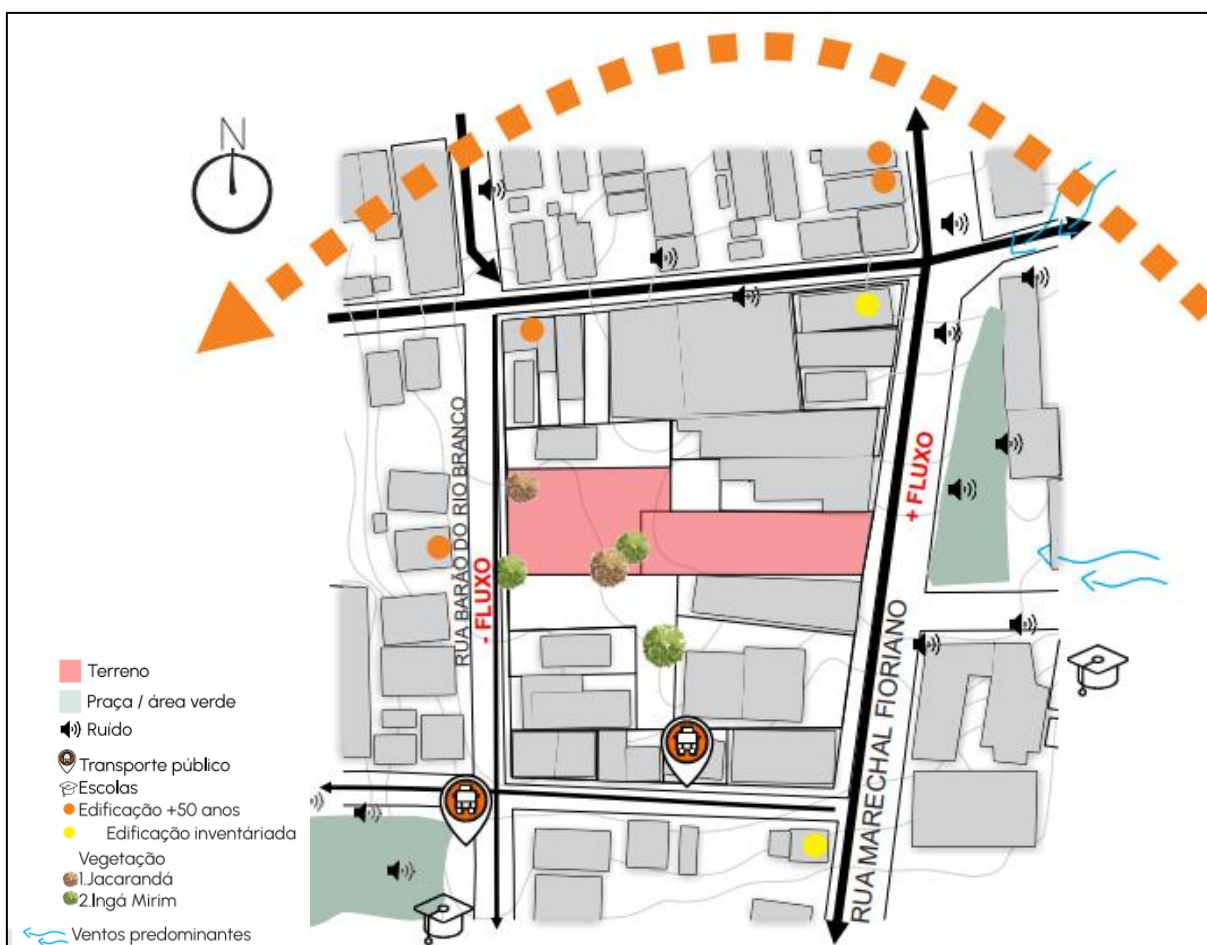 N
RUA BARÃO DO RIO BRANCO
- FLUXO
+ FLUXO
RUA MARECHAL FIORIANO
Terreno
Praça / área verde
Ruído
Transporte público
Escolas
Edificação +50 anos
Edificação inventáriada
Vegetação
1.Jacarandá
2.Ingá Mirim
Ventos predominantes